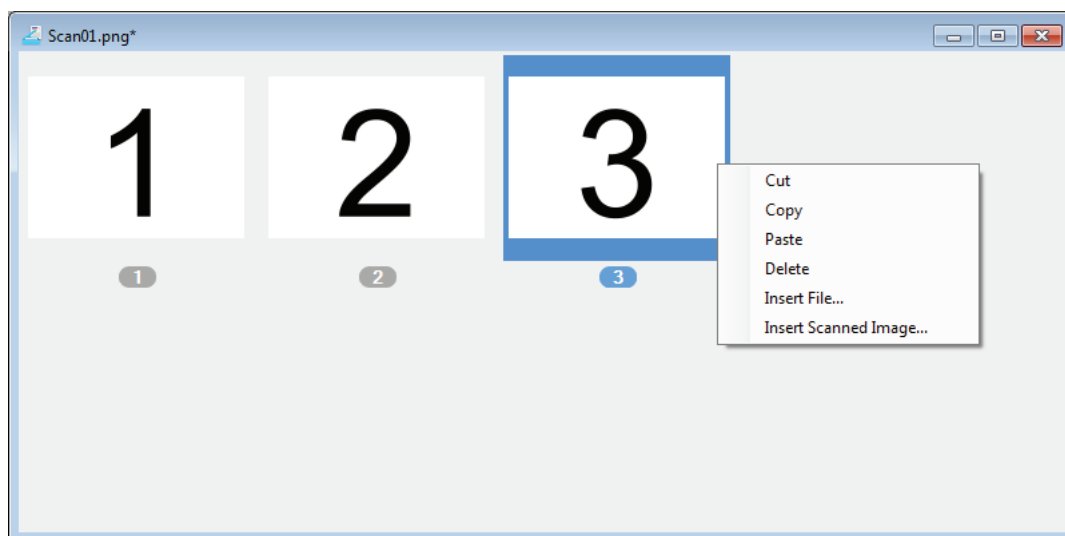 Scan01.png*
1 2 3
1 2 3
Cut
Copy
Paste
Delete
Insert File...
Insert Scanned Image...